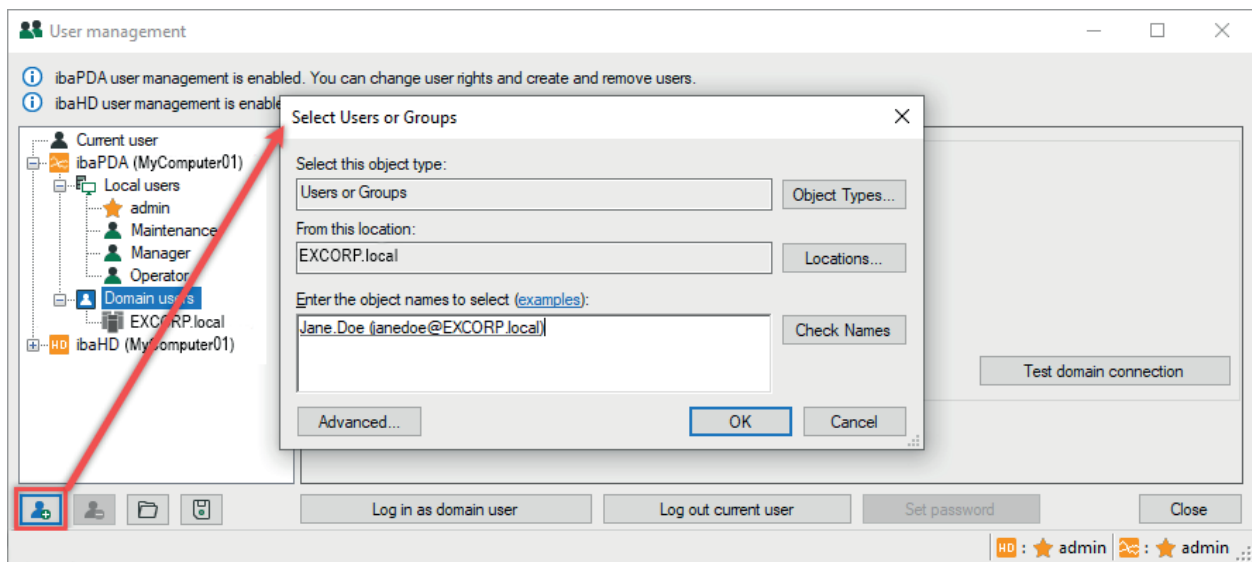 User management
ibaPDA user management is enabled. You can change user rights and create and remove users.
ibaHD user management is enable
Select Users or Groups
Current user
ibaPDA (MyComputer01)
Local users
admin
Maintenance
Manager
Operator
Domain users
EXCORP.local
HD ibaHD (MyComputer01)
Select this object type:
Users or Groups
Object Types...
From this location:
EXCORP.local
Locations...
Enter the object names to select (examples):
Jane.Doe (janedoe@EXCORP.local)
Check Names
Test domain connection
Advanced...
OK
Cancel
Log in as domain user
Log out current user
Set password
Close
HD : admin : admin